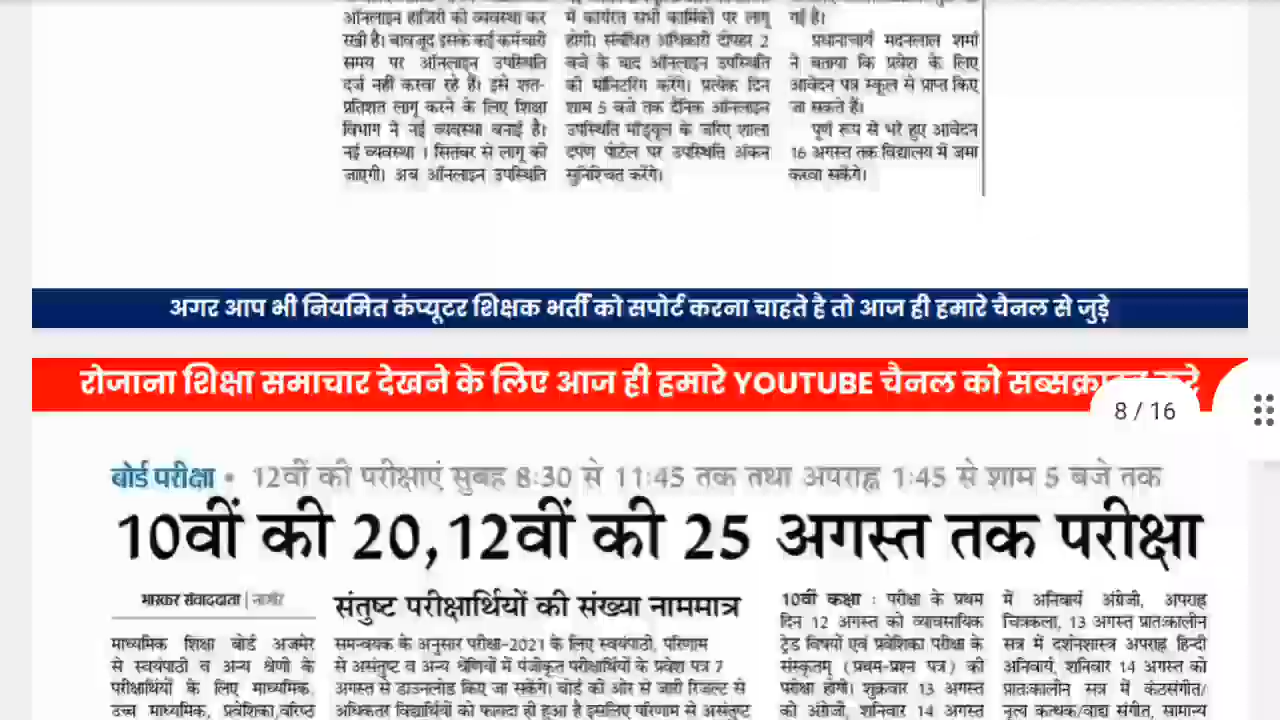 ऑनलाइन हाजिरी की व्यवस्था कर
रखी है। बावजूद इसके कई कर्मचारी
समय पर ऑनलाइन उपस्थिति
दर्ज नहीं करवा रहे हैं। इसे शत-
प्रतिशत लागू करने के लिए शिक्षा
विभाग ने नई व्यवस्था बनाई है।
नई व्यवस्था 1 सितंबर से लागू की
जाएगी। अब ऑनलाइन उपस्थिति
में कार्यरत सभी कार्मिकों पर लागू
होगी। संबंधित अधिकारी दोपहर 2
बजे के बाद ऑनलाइन उपस्थिति
की मॉनिटरिंग करेंगे। प्रत्येक दिन
शाम 5 बजे तक दैनिक ऑनलाइन
उपस्थिति मॉड्यूल के जरिए शाला
दर्पण पोर्टल पर उपस्थिति अंकन
सुनिश्चित करेंगे।
गई है।
प्रधानाचार्य मदनलाल शर्मा
ने बताया कि प्रवेश के लिए
आवेदन पत्र स्कूल से प्राप्त किए
जा सकते हैं।
पूर्ण रूप से भरे हुए आवेदन
16 अगस्त तक विद्यालय में जमा
करवा सकेंगे।
अगर आप भी नियमित कंप्यूटर शिक्षक भर्ती को सपोर्ट करना चाहते है तो आज ही हमारे चैनल से जुड़े
रोजाना शिक्षा समाचार देखने के लिए आज ही हमारे YOUTUBE चैनल को सब्सक्राइब करे
8 / 16
बोर्ड परीक्षा • 12वीं की परीक्षाएं सुबह 8:30 से 11:45 तक तथा अपराह्न 1:45 से शाम 5 बजे तक
10वीं की 20,12वीं की 25 अगस्त तक परीक्षा
भास्कर संवाददाता | नागौर
माध्यमिक शिक्षा बोर्ड अजमेर
से स्वयंपाठी व अन्य श्रेणी के
परीक्षार्थियों के लिए माध्यमिक,
उच्च माध्यमिक, प्रवेशिका,वरिष्ठ
संतुष्ट परीक्षार्थियों की संख्या नाममात्र
समन्वयक के अनुसार परीक्षा-2021 के लिए स्वयंपाठी, परिणाम
से असंतुष्ट व अन्य श्रेणियों में पंजीकृत परीक्षार्थियों के प्रवेश पत्र 7
अगस्त से डाउनलोड किए जा सकेंगे। बोर्ड की ओर से जारी रिजल्ट से
अधिकतर विद्यार्थियों को फायदा ही हुआ है इसलिए परिणाम से असंतुष्ट
10वीं कक्षा : परीक्षा के प्रथम
दिन 12 अगस्त को व्यावसायिक
ट्रेड विषयों एवं प्रवेशिका परीक्षा के
संस्कृतम् (प्रथम-प्रश्न पत्र) की
परीक्षा होगी। शुक्रवार 13 अगस्त
को अंग्रेजी, शनिवार 14 अगस्त
में अनिवार्य अंग्रेजी, अपराह्न
चित्रकला, 13 अगस्त प्रातःकालीन
सत्र में दर्शनशास्त्र अपराह्न हिन्दी
अनिवार्य, शनिवार 14 अगस्त को
प्रातःकालीन सत्र में कंठसंगीत/
नृत्य कत्थक/वाद्य संगीत, सामान्य